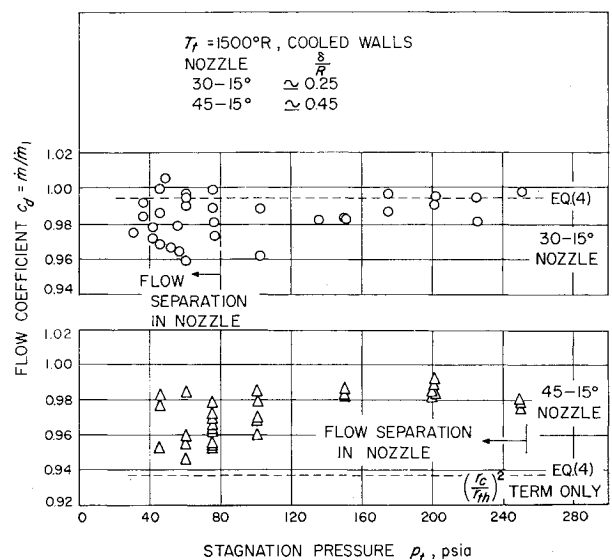 T_t = 1500°R, COOLED WALLS
NOZZLE δ/R
30-15° ≃ 0.25
45-15° ≃ 0.45
FLOW COEFFICIENT c_d = ṁ/ṁ_1
1.02
1.00
0.98
0.96
0.94
EQ.(4)
30-15°
NOZZLE
FLOW
SEPARATION
IN NOZZLE
1.02
1.00
0.98
0.96
0.94
0.92
45-15°
NOZZLE
FLOW SEPARATION
IN NOZZLE
EQ.(4)
(r_c/r_th)^2 TERM ONLY
0 40 80 120 160 200 240 280
STAGNATION PRESSURE p_t, psia